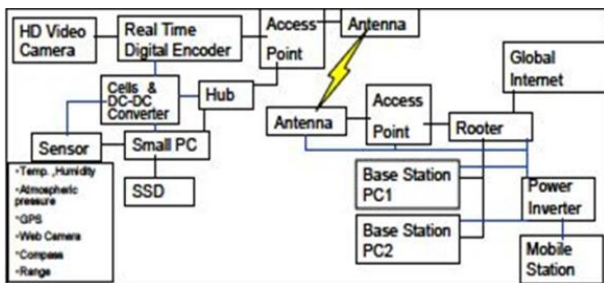 HD Video
Camera
Real Time
Digital Encoder
Access
Point
Antenna
Cells &
DC-DC
Converter
Hub
Sensor
Small PC
SSD
•Temp. ,Humidity
•Atmospheric
pressure
•GPS
•Web Camera
•Compass
•Range
Antenna
Access
Point
Rooter
Global
Internet
Base Station
PC1
Base Station
PC2
Power
Inverter
Mobile
Station